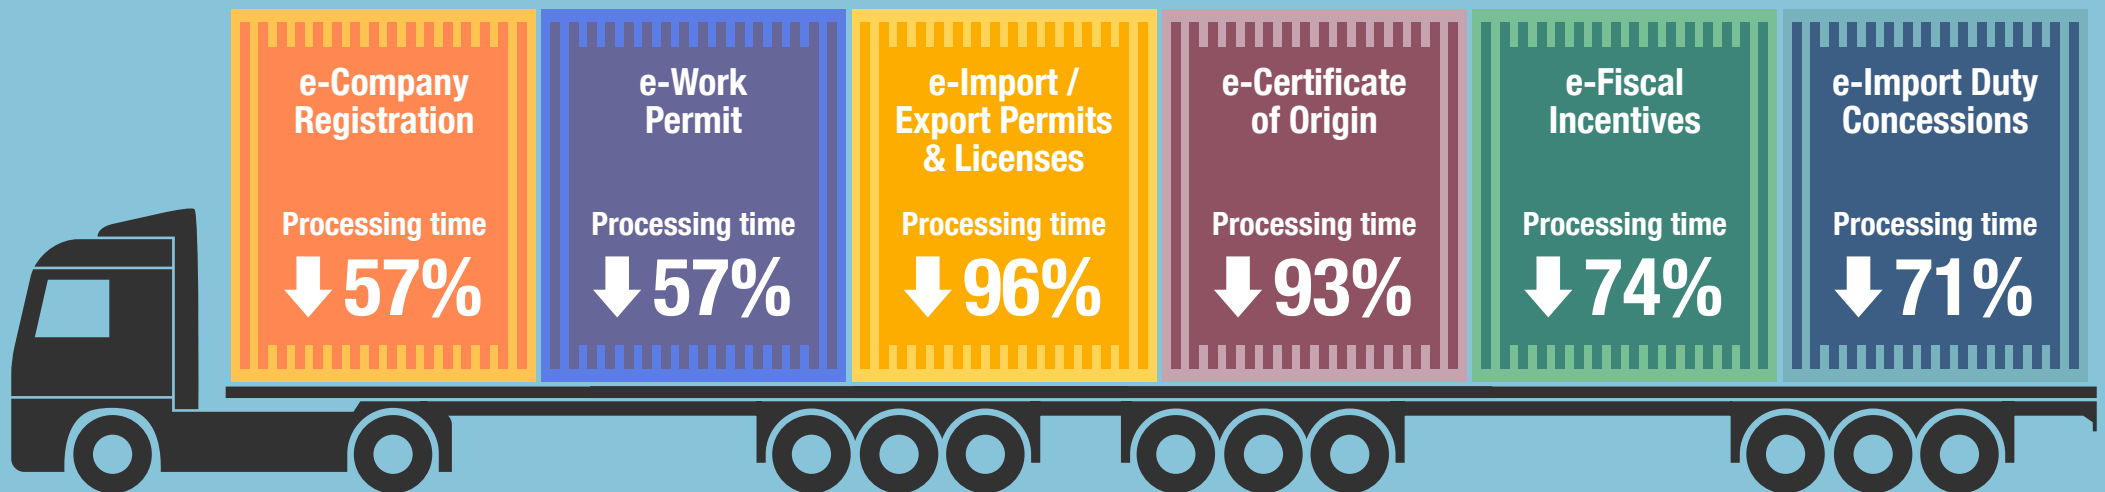 e-Company
Registration
Processing time
57%
e-Work
Permit
Processing time
57%
e-Import /
Export Permits
& Licenses
Processing time
96%
e-Certificate
of Origin
Processing time
93%
e-Fiscal
Incentives
Processing time
74%
e-Import Duty
Concessions
Processing time
71%